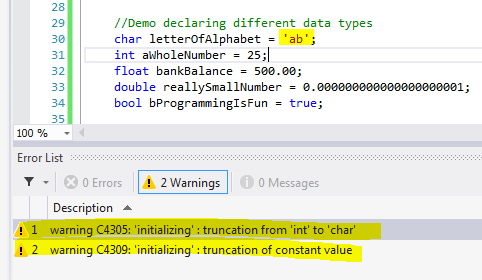 29 //Demo declaring different data types
30 char letterOfAlphabet = 'ab';
31 int aWholeNumber = 25;
32 float bankBalance = 500.00;
33 double reallySmallNumber = 0.000000000000000000001;
34 bool bProgrammingIsFun = true;
35
100 %
Error List
0 Errors 2 Warnings 0 Messages
Description
1 warning C4305: 'initializing' : truncation from 'int' to 'char'
2 warning C4309: 'initializing' : truncation of constant value